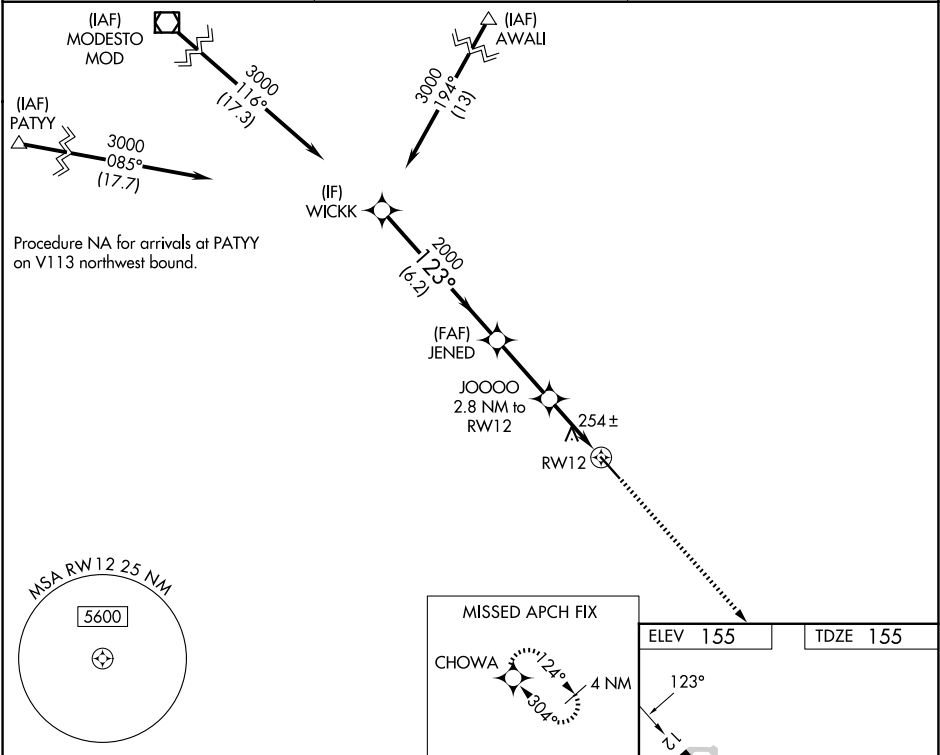 (IAF)
MODESTO
MOD
3000
116°
(17.3)
(IAF)
AWALI
3000
194°
(13)
(IAF)
PATYY
3000
085°
(17.7)
(IF)
WICKK
Procedure NA for arrivals at PATYY
on V113 northwest bound.
2000
123°
(6.2)
(FAF)
JENED
JOOOO
2.8 NM to
RW12
254±
RW12
MSA RW12 25 NM
5600
MISSED APCH FIX
CHOWA
124°
304°
4 NM
ELEV 155
TDZE 155
123°
12